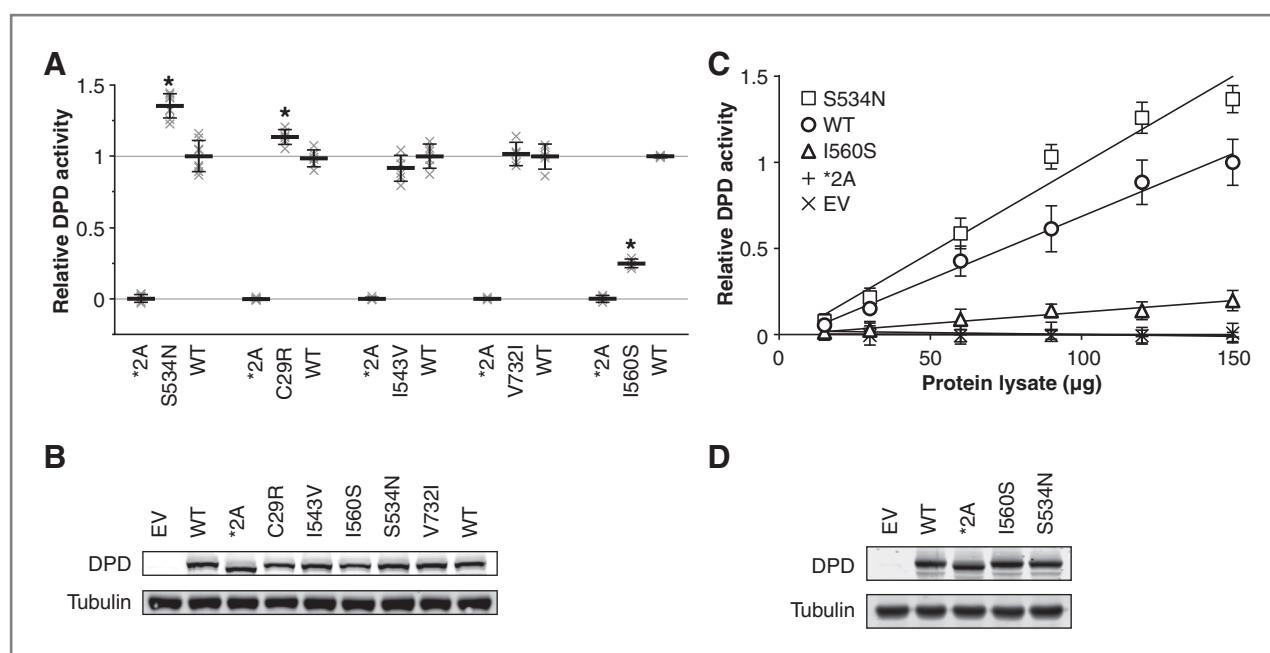 A
Relative DPD activity
1.5
1
0.5
0
*
*
*
*2A
S534N
WT
*2A
C29R
WT
*2A
I543V
WT
*2A
V732I
WT
*2A
I560S
WT
C
Relative DPD activity
1.5
1
0.5
0
S534N
WT
I560S
*2A
EV
0
50
100
150
Protein lysate (μg)
B
EV
WT
*2A
C29R
I543V
I560S
S534N
V732I
WT
DPD
Tubulin
D
EV
WT
*2A
I560S
S534N
DPD
Tubulin